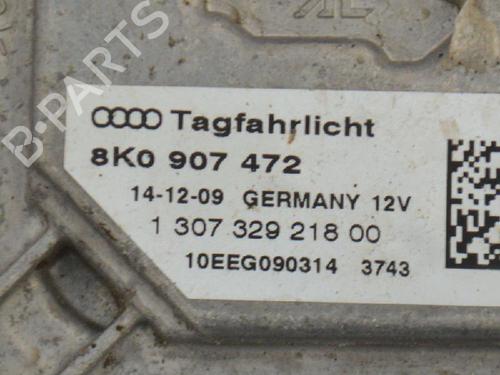 B-PARTS
Tagfahrlicht
8K0 907 472
14-12-09 GERMANY 12V
1 307 329 218 00
10EEG090314 3743